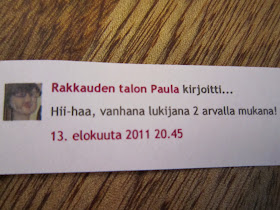 Rakkauden talon Paula kirjoitti...
Hii-haa, vanhana lukijana 2 arvalla mukana!
13. elokuuta 2011 20.45